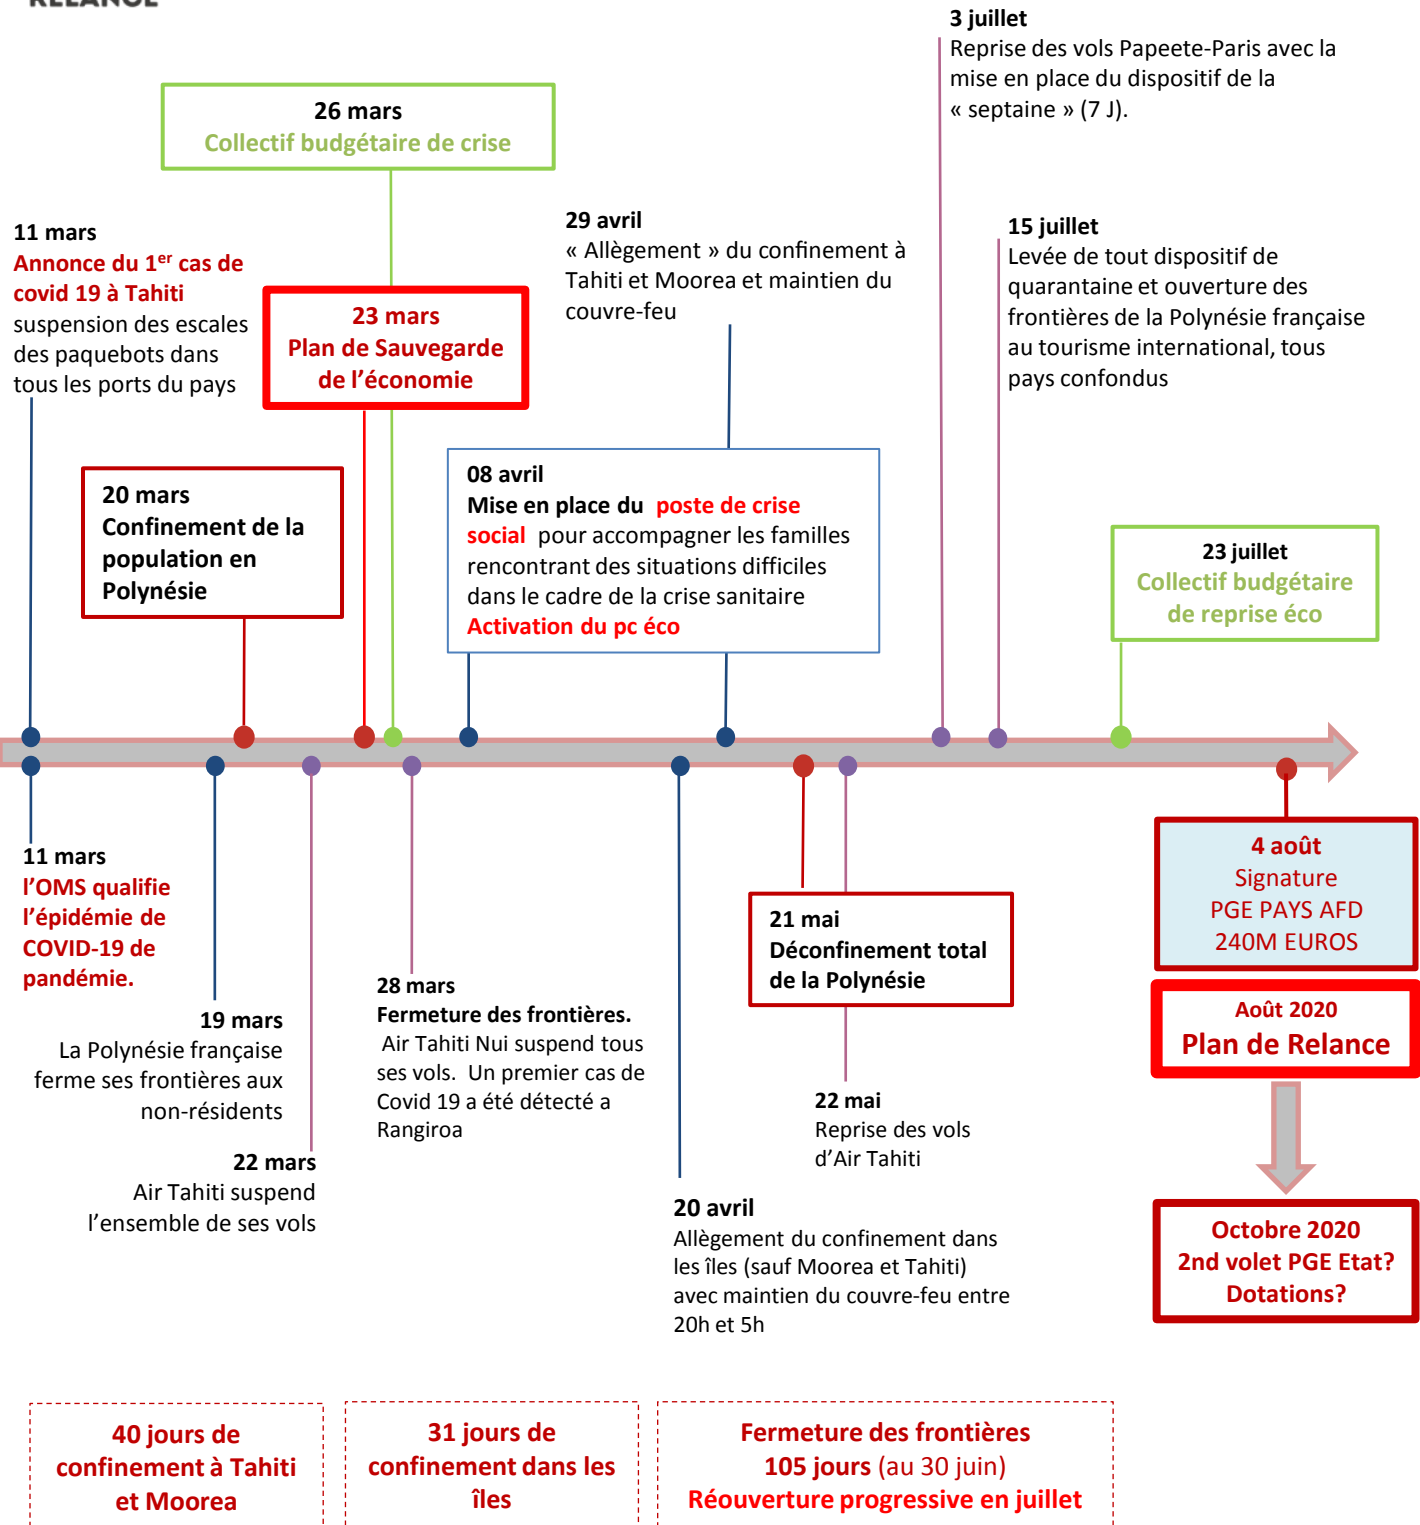 RELANCE
3 juillet
Reprise des vols Papeete-Paris avec la
mise en place du dispositif de la
« septaine » (7 J).
26 mars
Collectif budgétaire de crise
11 mars
Annonce du 1er cas de
covid 19 à Tahiti
suspension des escales
des paquebots dans
tous les ports du pays
23 mars
Plan de Sauvegarde
de l'économie
29 avril
« Allègement » du confinement à
Tahiti et Moorea et maintien du
couvre-feu
15 juillet
Levée de tout dispositif de
quarantaine et ouverture des
frontières de la Polynésie française
au tourisme international, tous
pays confondus
20 mars
Confinement de la
population en
Polynésie
08 avril
Mise en place du poste de crise
social pour accompagner les familles
rencontrant des situations difficiles
dans le cadre de la crise sanitaire
Activation du pc éco
23 juillet
Collectif budgétaire
de reprise éco
11 mars
l'OMS qualifie
l'épidémie de
COVID-19 de
pandémie.
19 mars
La Polynésie française
ferme ses frontières aux
non-résidents
22 mars
Air Tahiti suspend
l'ensemble de ses vols
28 mars
Fermeture des frontières.
Air Tahiti Nui suspend tous
ses vols. Un premier cas de
Covid 19 a été détecté a
Rangiroa
20 avril
Allègement du confinement dans
les îles (sauf Moorea et Tahiti)
avec maintien du couvre-feu entre
20h et 5h
21 mai
Déconfinement total
de la Polynésie
22 mai
Reprise des vols
d'Air Tahiti
4 août
Signature
PGE PAYS AFD
240M EUROS
Août 2020
Plan de Relance
Octobre 2020
2nd volet PGE Etat?
Dotations?
40 jours de
confinement à Tahiti
et Moorea
31 jours de
confinement dans les
îles
Fermeture des frontières
105 jours (au 30 juin)
Réouverture progressive en juillet